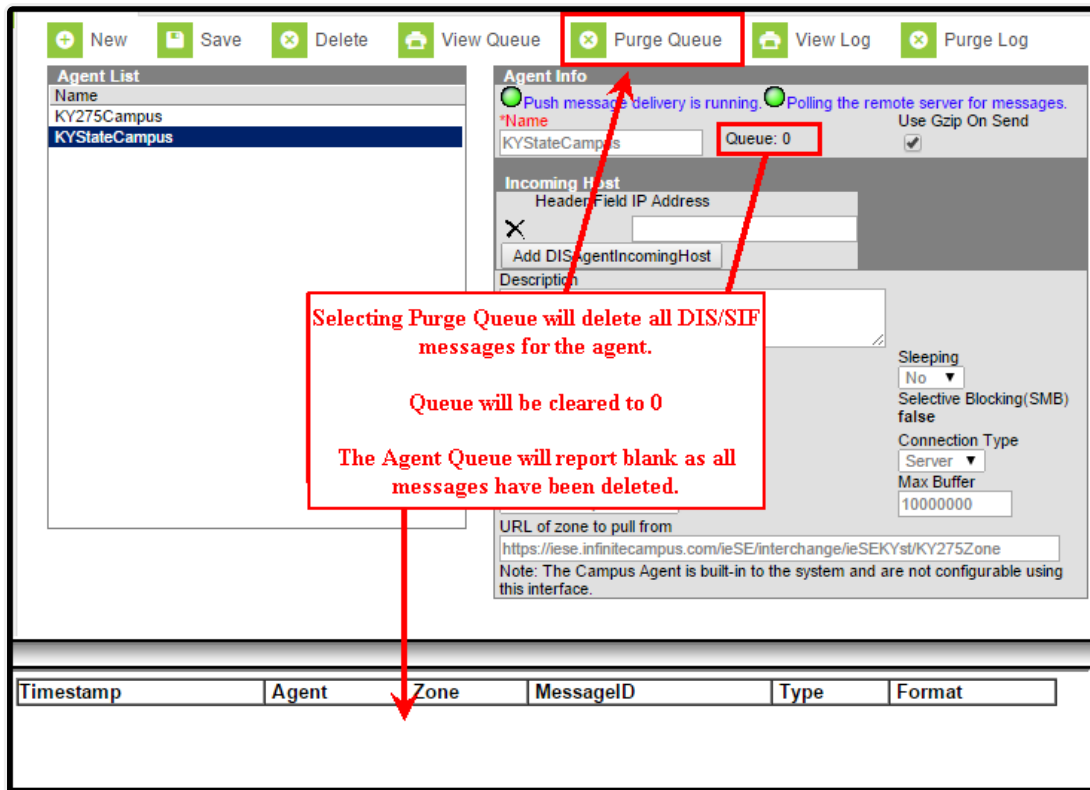 New Save Delete View Queue Purge Queue View Log Purge Log
Agent List
Name
KY275Campus
KYStateCampus
Agent Info
Push message delivery is running. Polling the remote server for messages.
*Name
Use Gzip On Send
KYStateCampus
Queue: 0
Incoming Host
Header Field IP Address
Add DISAgentIncomingHost
Description
Selecting Purge Queue will delete all DIS/SIF
messages for the agent.
Queue will be cleared to 0
The Agent Queue will report blank as all
messages have been deleted.
Sleeping
No
Selective Blocking(SMB)
false
Connection Type
Server
Max Buffer
10000000
URL of zone to pull from
https://iese.infinitecampus.com/ieSE/interchange/ieSEKYst/KY275Zone
Note: The Campus Agent is built-in to the system and are not configurable using
this interface.
Timestamp Agent Zone MessageID Type Format